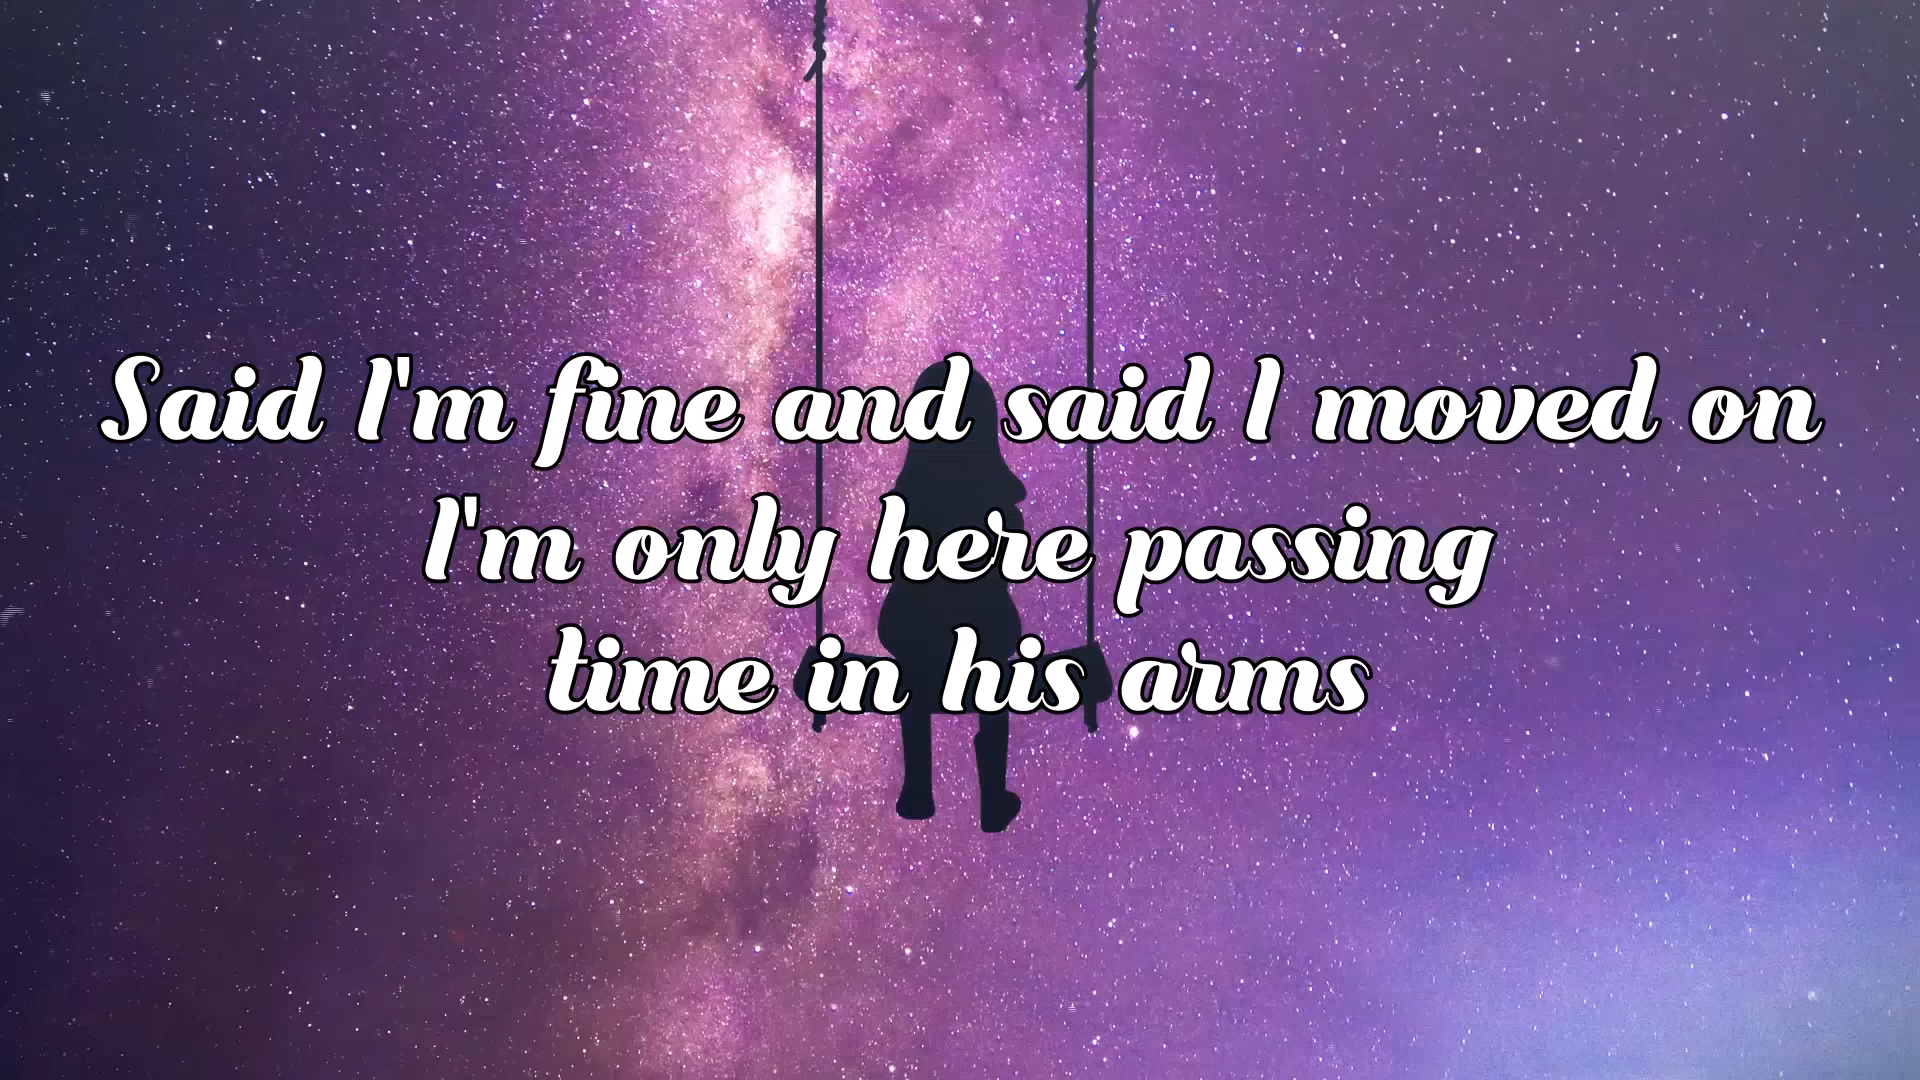 Said I'm fine and said I moved on
I'm only here passing
time in his arms